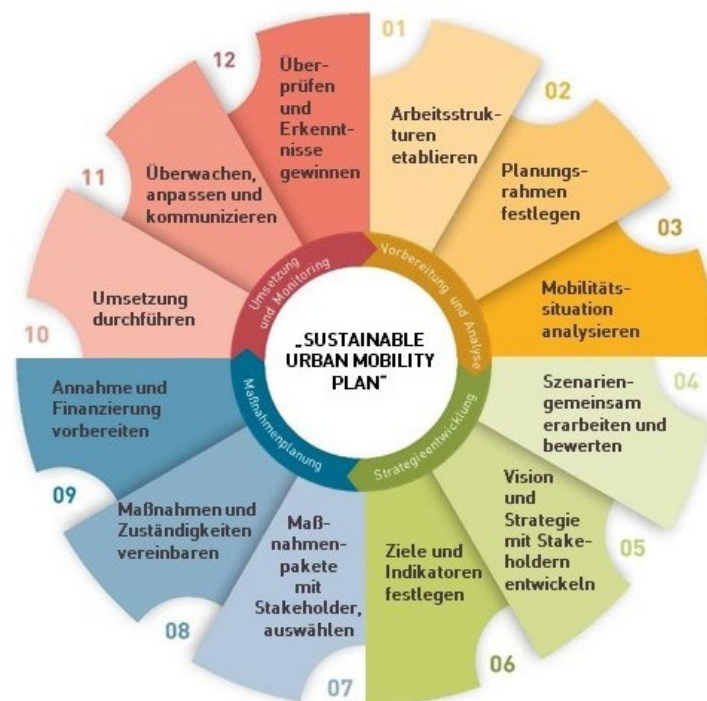 01
Arbeitsstruk-
turen
etablieren
02
Planungs-
rahmen
festlegen
03
Mobilitäts-
situation
analysieren
04
Szenarien-
gemeinsam
erarbeiten und
bewerten
05
Vision
und
Strategie
mit Stake-
holdern
entwickeln
06
Ziele und
Indikatoren
festlegen
07
Maß-
nahmen-
pakete
mit
Stakeholder,
auswählen
08
Maßnahmen und
Zuständigkeiten
vereinbaren
09
Annahme und
Finanzierung
vorbereiten
10
Umsetzung
durchführen
11
Überwachen,
anpassen und
kommunizieren
12
Über-
prüfen
und
Erkennt-
nisse
gewinnen
Vorbereitung und Analyse
Strategieentwicklung
Maßnahmenplanung
Umsetzung
und Monitoring
„SUSTAINABLE
URBAN MOBILITY
PLAN“